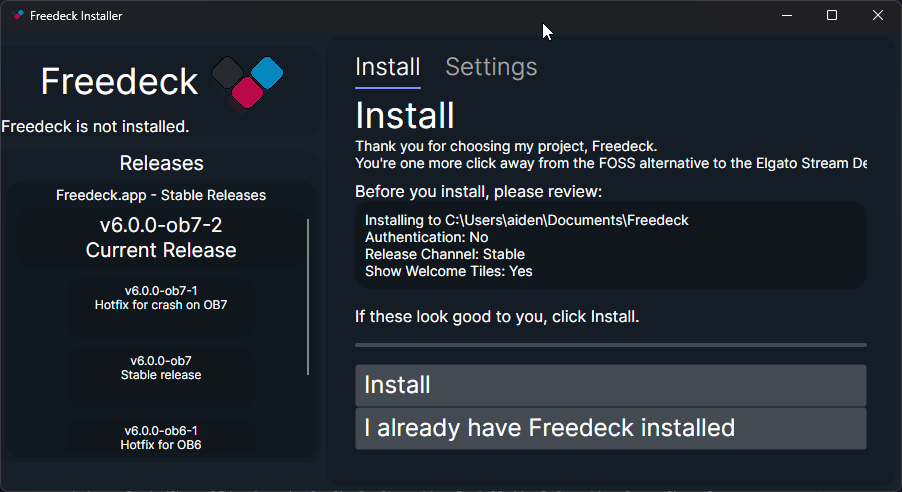 Freedeck Installer
Freedeck
Freedeck is not installed.
Releases
Freedeck.app - Stable Releases
v6.0.0-ob7-2
Current Release
v6.0.0-ob7-1
Hotfix for crash on OB7
v6.0.0-ob7
Stable release
v6.0.0-ob6-1
Hotfix for OB6
Install Settings
Install
Thank you for choosing my project, Freedeck.
You're one more click away from the FOSS alternative to the Elgato Stream De
Before you install, please review:
Installing to C:\Users\aiden\Documents\Freedeck
Authentication: No
Release Channel: Stable
Show Welcome Tiles: Yes
If these look good to you, click Install.
Install
I already have Freedeck installed